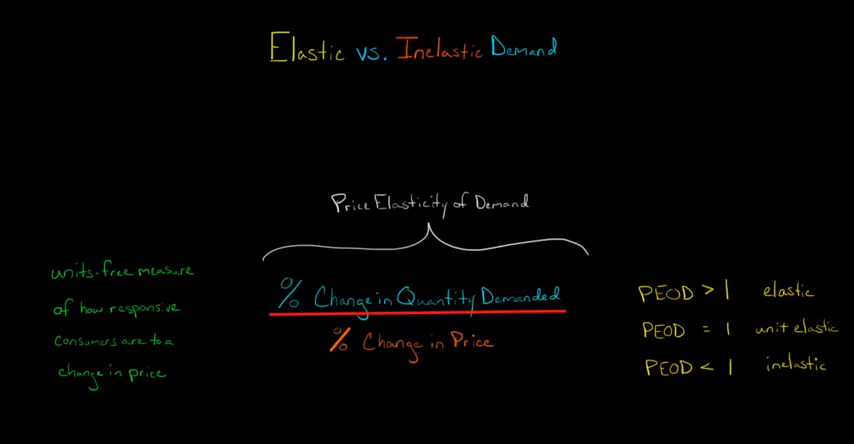 Elastic vs. Inelastic Demand
Price Elasticity of Demand
units-free measure
of how responsive
consumers are to a
change in price
% Change in Quantity Demanded
% Change in Price
PEOD > 1 elastic
PEOD = 1 unit elastic
PEOD < 1 inelastic